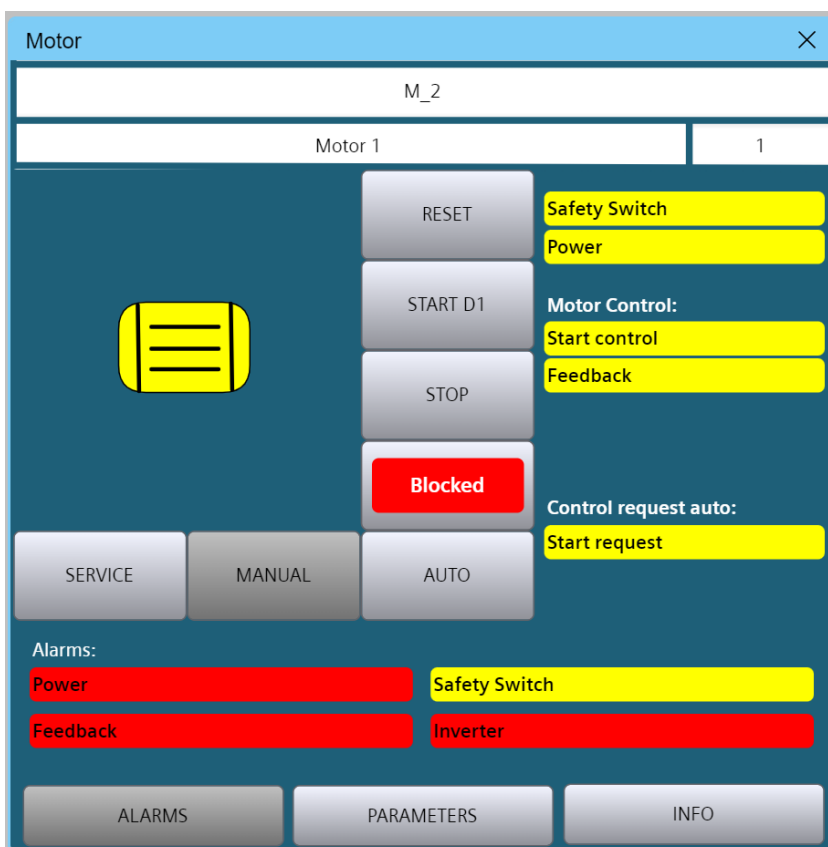 Motor
M_2
Motor 1
1
RESET
Safety Switch
Power
START D1
Motor Control:
Start control
STOP
Feedback
Blocked
Control request auto:
Start request
SERVICE
MANUAL
AUTO
Alarms:
Power
Safety Switch
Feedback
Inverter
ALARMS
PARAMETERS
INFO